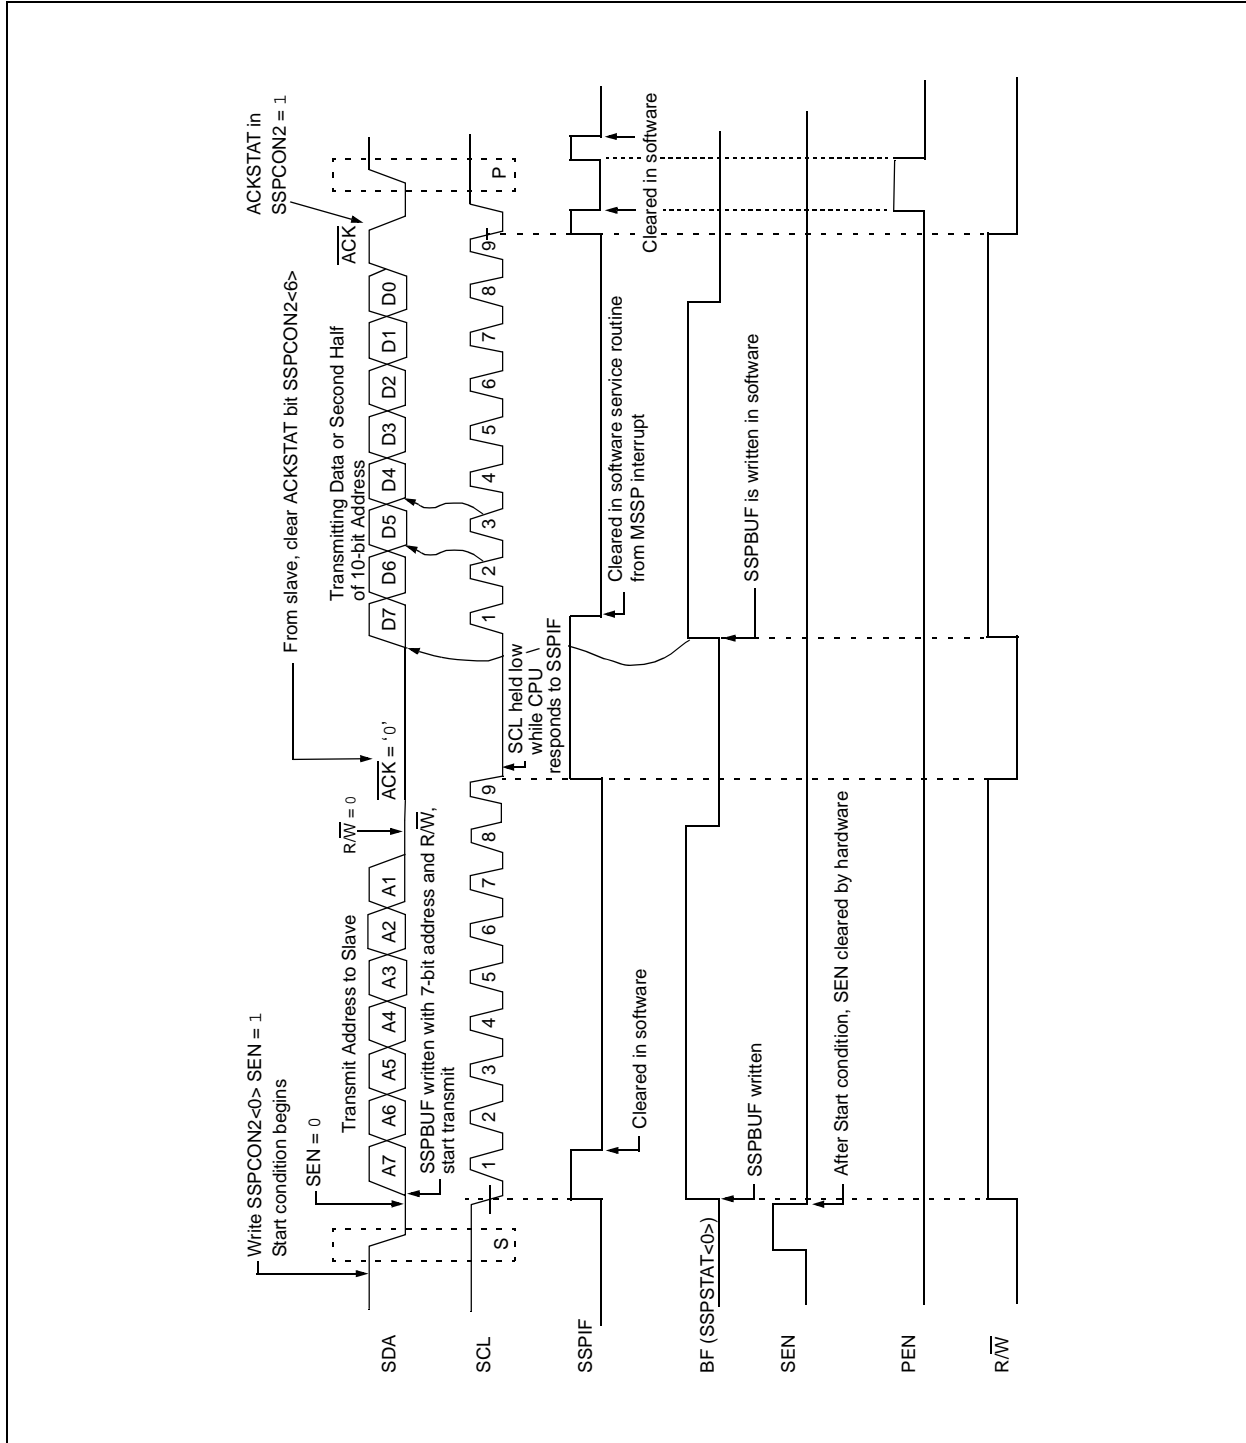 Write SSPCON2<0> SEN = 1
Start condition begins
SEN = 0
Transmit Address to Slave
R/W = 0
From slave, clear ACKSTAT bit SSPCON2<6>
ACK = '0'
Transmitting Data or Second Half
of 10-bit Address
ACKSTAT in
SSPCON2 = 1
ACK
SDA
A7 A6 A5 A4 A3 A2 A1
D7 D6 D5 D4 D3 D2 D1 D0
SSPBUF written with 7-bit address and R/W,
start transmit
SCL
S
1 2 3 4 5 6 7 8 9
1 2 3 4 5 6 7 8 9
P
SCL held low
while CPU
responds to SSPIF
SSPIF
Cleared in software
Cleared in software service routine
from MSSP interrupt
Cleared in software
BF (SSPSTAT<0>)
SSPBUF written
SSPBUF is written in software
SEN
After Start condition, SEN cleared by hardware
PEN
R/W